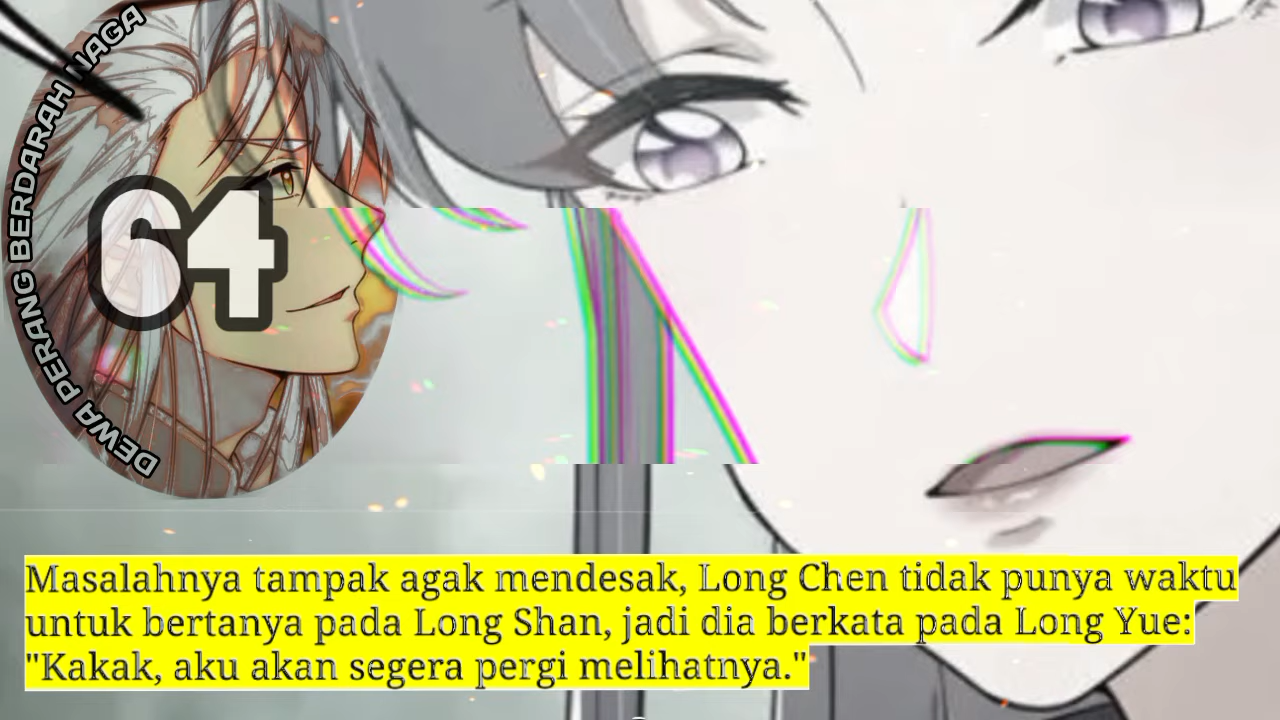 DEWA PERANG BERDARAH NAGA
64
Masalahnya tampak agak mendesak, Long Chen tidak punya waktu
untuk bertanya pada Long Shan, jadi dia berkata pada Long Yue:
"Kakak, aku akan segera pergi melihatnya."